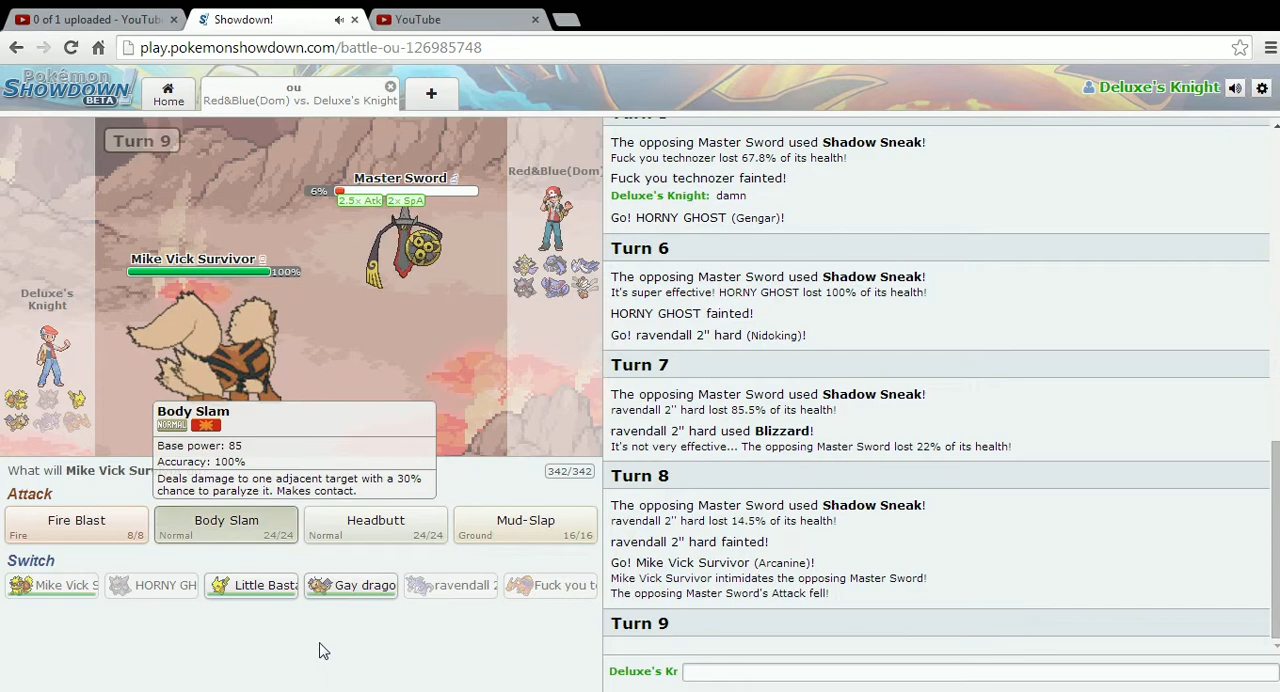 0 of 1 uploaded - YouTub
Showdown!
YouTube
play.pokemonshowdown.com/battle-ou-126985748
Pokémon
SHOWDOWN
BETA
Home
ou
Red&Blue(Dom) vs. Deluxe's Knight
+
Deluxe's Knight
Turn 9
Master Sword
6%
2.5x Atk 2x SpA
Red&Blue(Dom)
Mike Vick Survivor
100%
Deluxe's
Knight
Body Slam
NORMAL
Base power: 85
Accuracy: 100%
Deals damage to one adjacent target with a 30%
chance to paralyze it. Makes contact.
What will Mike Vick Sur
342/342
Attack
Fire Blast
Fire 8/8
Body Slam
Normal 24/24
Headbutt
Normal 24/24
Mud-Slap
Ground 16/16
Switch
Mike Vick S
HORNY GH
Little Basta
Gay drago
ravendall 2
Fuck you t
The opposing Master Sword used Shadow Sneak!
Fuck you technozer lost 67.8% of its health!
Fuck you technozer fainted!
Deluxe's Knight: damn
Go! HORNY GHOST (Gengar)!
Turn 6
The opposing Master Sword used Shadow Sneak!
It's super effective! HORNY GHOST lost 100% of its health!
HORNY GHOST fainted!
Go! ravendall 2" hard (Nidoking)!
Turn 7
The opposing Master Sword used Shadow Sneak!
ravendall 2" hard lost 85.5% of its health!
ravendall 2" hard used Blizzard!
It's not very effective... The opposing Master Sword lost 22% of its health!
Turn 8
The opposing Master Sword used Shadow Sneak!
ravendall 2" hard lost 14.5% of its health!
ravendall 2" hard fainted!
Go! Mike Vick Survivor (Arcanine)!
Mike Vick Survivor intimidates the opposing Master Sword!
The opposing Master Sword's Attack fell!
Turn 9
Deluxe's Kr